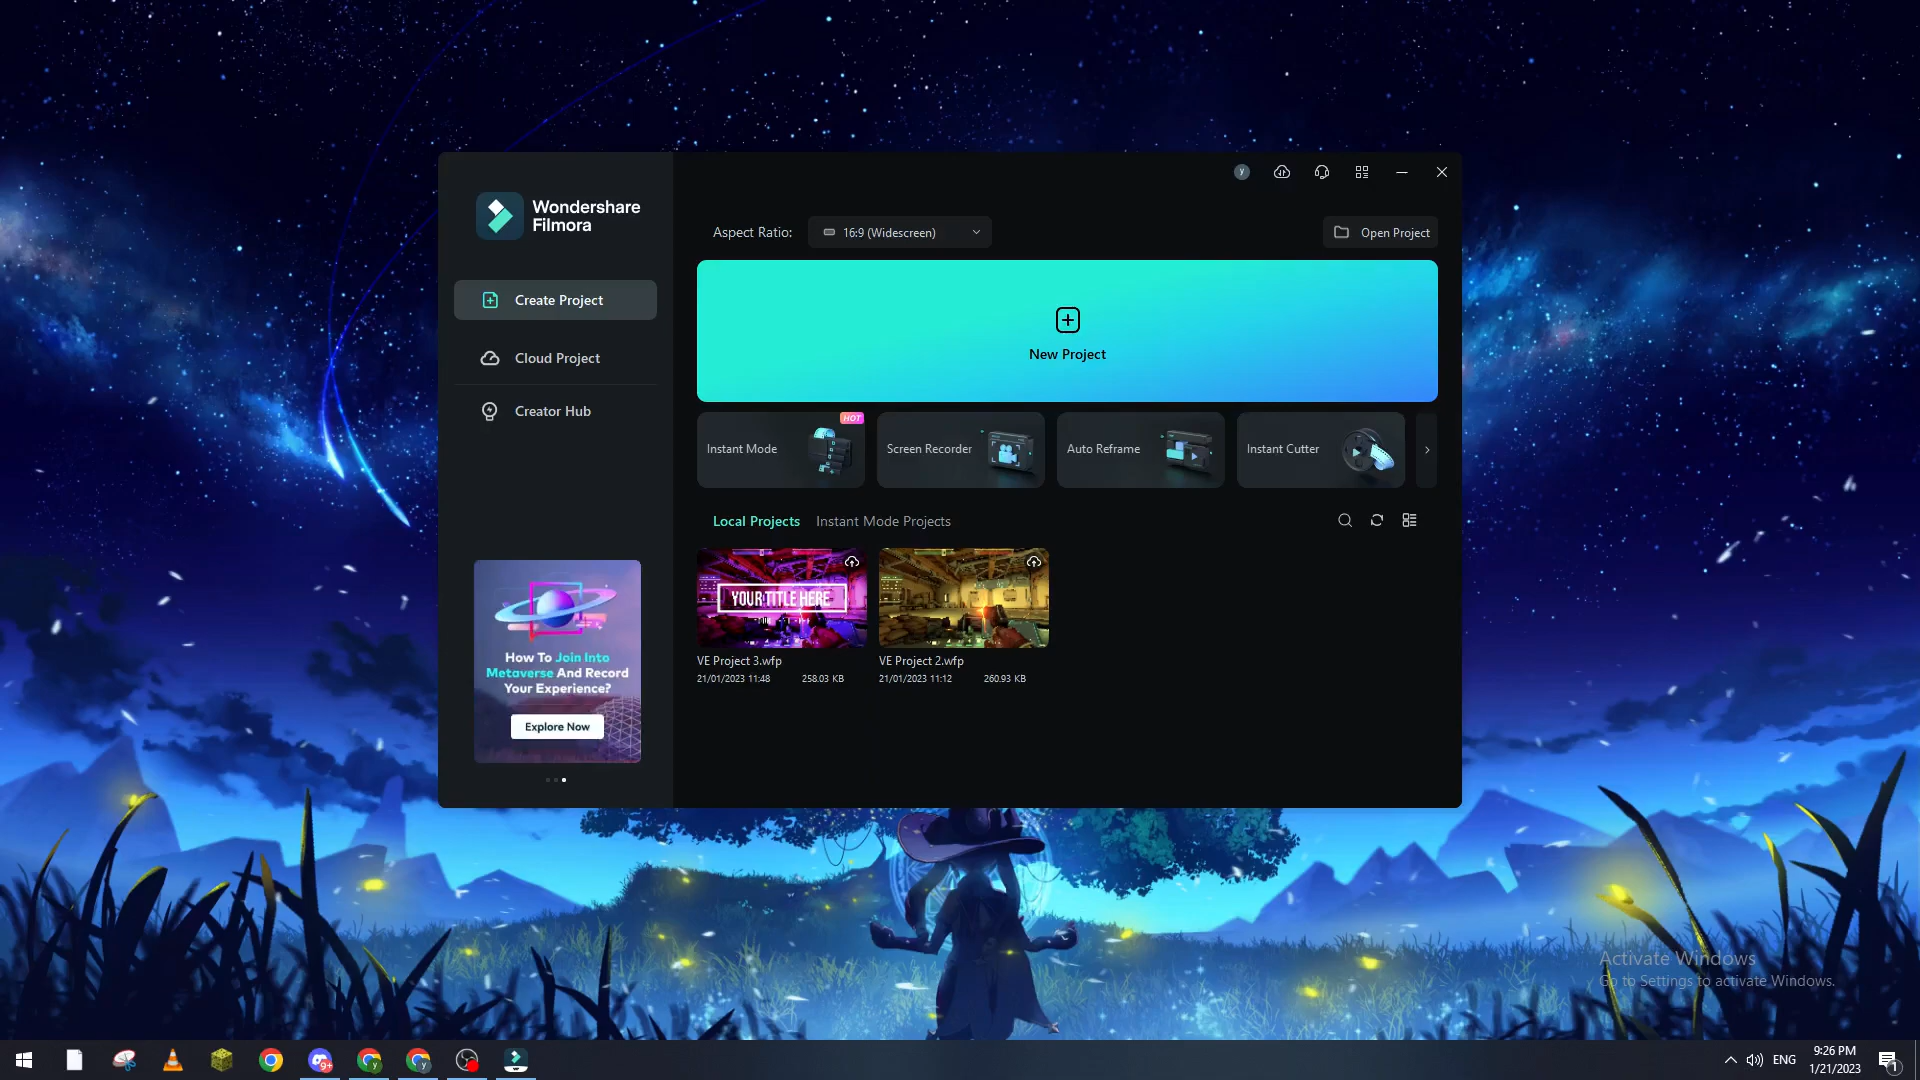 Wondershare
Filmora
Create Project
Cloud Project
Creator Hub
How To Join Into
Metaverse And Record
Your Experience?
Explore Now
y
Aspect Ratio:
16:9 (Widescreen)
Open Project
New Project
Instant Mode
HOT
Screen Recorder
Auto Reframe
Instant Cutter
Local Projects
Instant Mode Projects
YOUR TITLE HERE
VE Project 3.wfp
21/01/2023 11:48
258.03 KB
VE Project 2.wfp
21/01/2023 11:12
260.93 KB
Activate Windows
Go to Settings to activate Windows.
9+
y
y
ENG
9:26 PM
1/21/2023
1